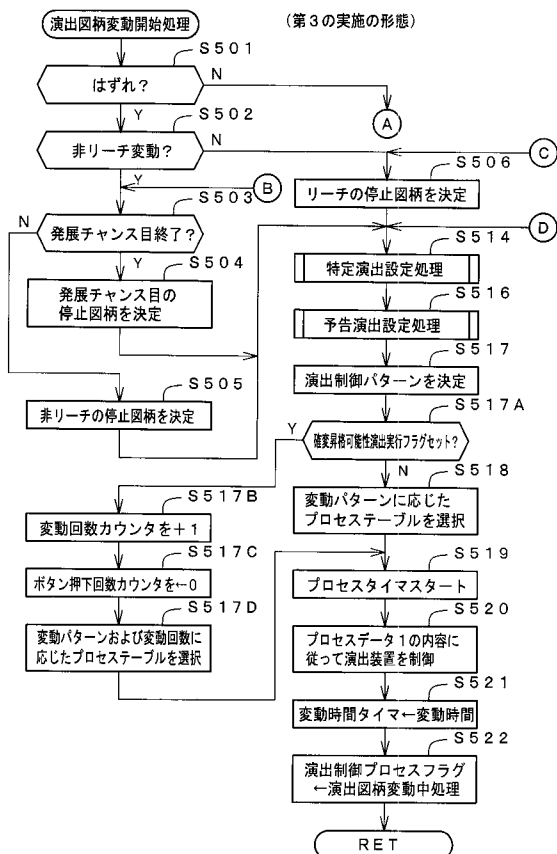 演出図柄変動開始処理
(第3の実施の形態)
S501
はずれ?
N
Y
A
S502
非リーチ変動?
N
Y
C
B
S503
発展チャンス目終了?
N
Y
S504
発展チャンス目の
停止図柄を決定
S505
非リーチの停止図柄を決定
S506
リーチの停止図柄を決定
D
S514
特定演出設定処理
S516
予告演出設定処理
S517
演出制御パターンを決定
S517A
確変昇格可能性演出実行フラグセット?
Y
N
S517B
変動回数カウンタを+1
S517C
ボタン押下回数カウンタを←0
S517D
変動パターンおよび変動回数に
応じたプロセステーブルを選択
S518
変動パターンに応じた
プロセステーブルを選択
S519
プロセスタイマスタート
S520
プロセスデータ1の内容に
従って演出装置を制御
S521
変動時間タイマ←変動時間
S522
演出制御プロセスフラグ
←演出図柄変動中処理
RET